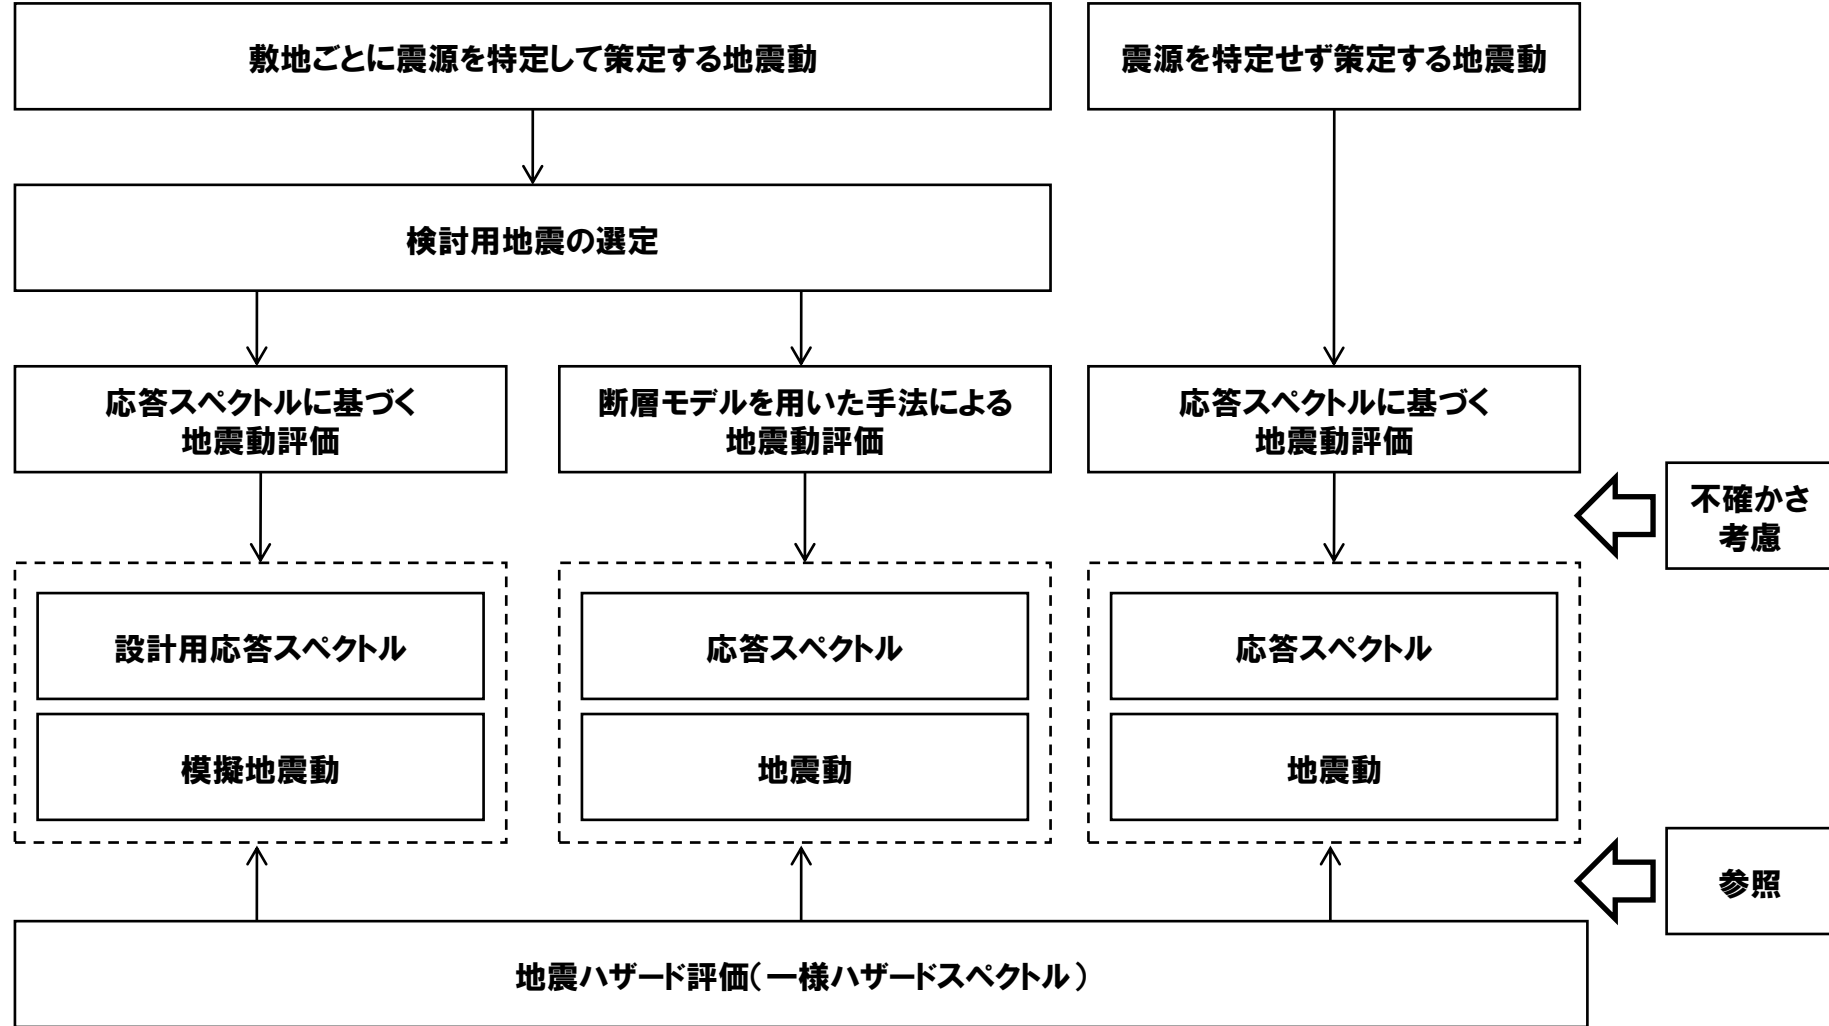 敷地ごとに震源を特定して策定する地震動
震源を特定せず策定する地震動
検討用地震の選定
応答スペクトルに基づく
地震動評価
断層モデルを用いた手法による
地震動評価
応答スペクトルに基づく
地震動評価
不確かさ
考慮
設計用応答スペクトル
応答スペクトル
応答スペクトル
模擬地震動
地震動
地震動
参照
地震ハザード評価(一様ハザードスペクトル)